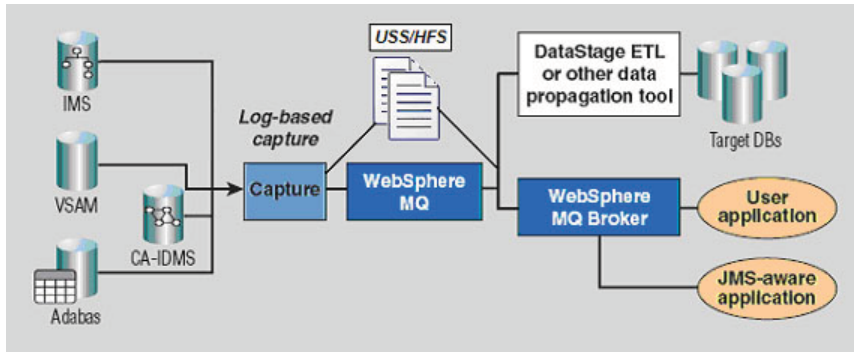 IMS
VSAM
CA-IDMS
Adabas
Log-based
capture
Capture
USS/HFS
WebSphere
MQ
DataStage ETL
or other data
propagation tool
Target DBs
WebSphere
MQ Broker
User
application
JMS-aware
application